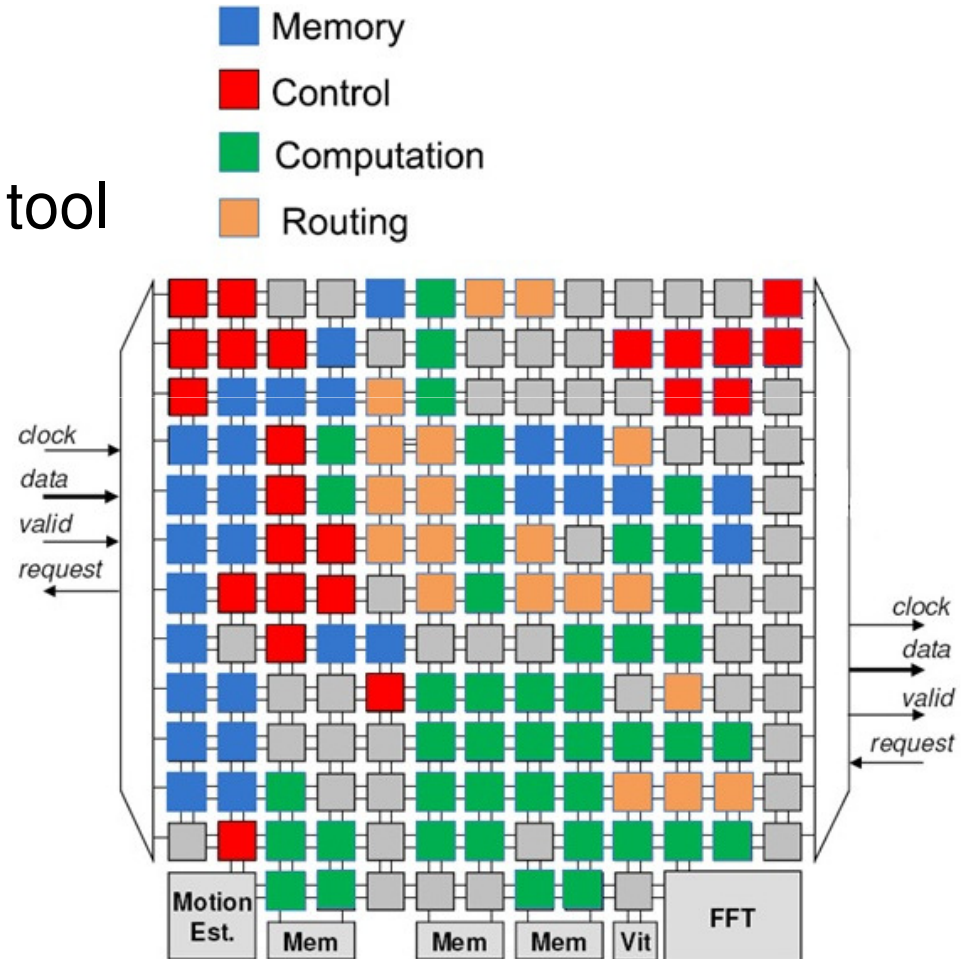 Memory
Control
Computation
tool
Routing
clock
data
valid
request
clock
data
valid
request
Motion
Est.
Mem
Mem
Mem
Vit
FFT